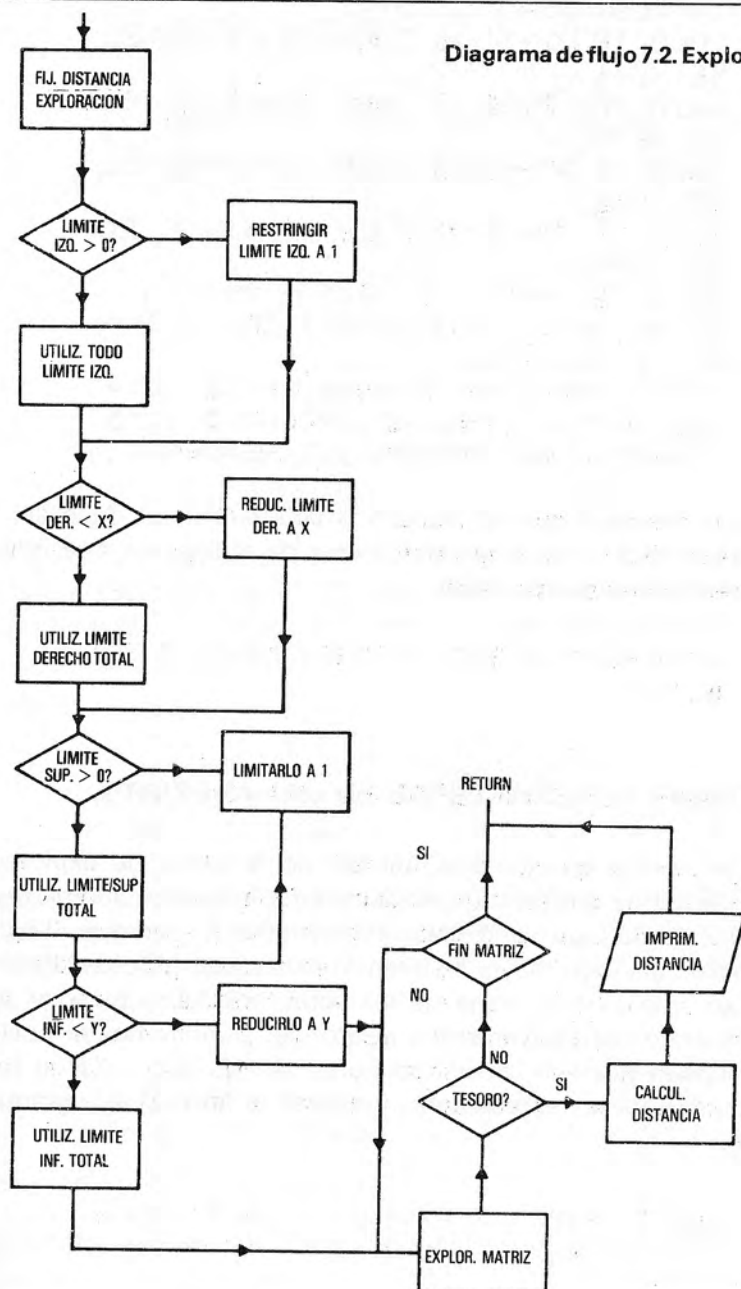 Diagrama de flujo 7.2. Explo
FIJ. DISTANCIA
EXPLORACION
LIMITE
IZQ. > 0?
RESTRINGIR
LIMITE IZQ. A 1
UTILIZ. TODO
LIMITE IZQ.
LIMITE
DER. < X?
REDUC. LIMITE
DER. A X
UTILIZ. LIMITE
DERECHO TOTAL
LIMITE
SUP. > 0?
LIMITARLO A 1
RETURN
SI
UTILIZ. LIMITE/SUP
TOTAL
FIN MATRIZ
IMPRIM.
DISTANCIA
NO
LIMITE
INF. < Y?
REDUCIRLO A Y
NO
TESORO?
SI
CALCUL.
DISTANCIA
UTILIZ. LIMITE
INF. TOTAL
EXPLOR. MATRIZ